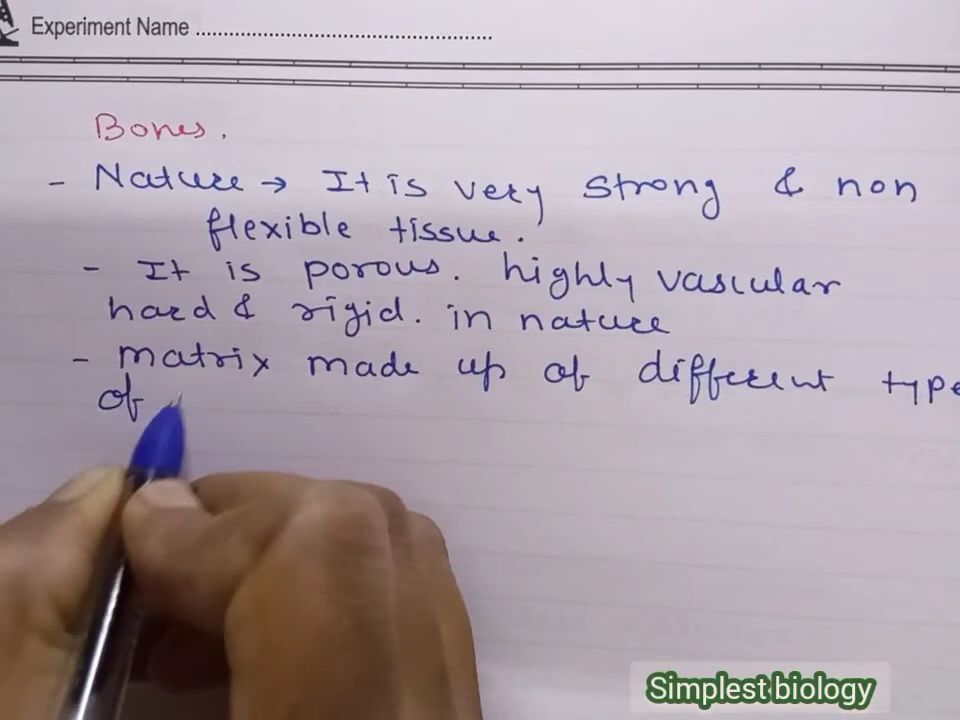 Experiment Name ......................................................
Bones.
- Nature → It is very strong & non
flexible tissue.
- It is porous. highly vascular
hard & rigid. in nature
- matrix made up of different type
of
Simplest biology